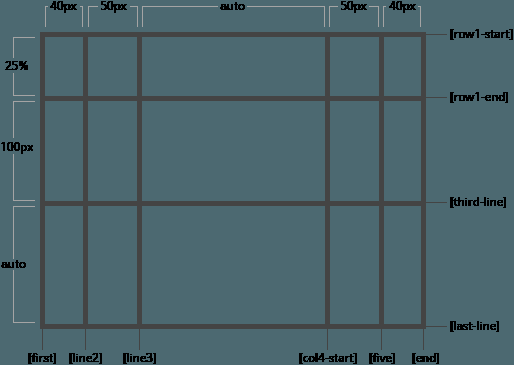 40px 50px auto 50px 40px
[row1-start]
25%
[row1-end]
100px
[third-line]
auto
[last-line]
[first] [line2] [line3] [col4-start] [five] [end]